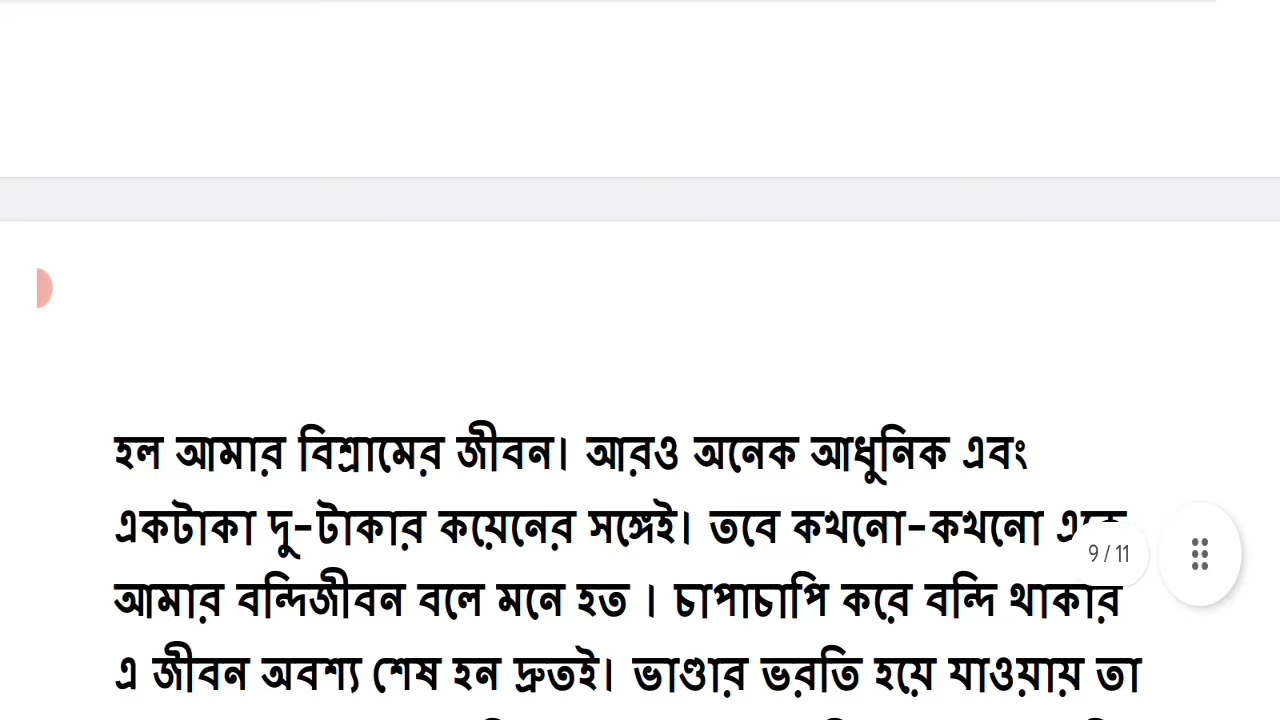 হল আমার বিশ্রামের জীবন। আরও অনেক আধুনিক এবং
একটাকা দু-টাকার কয়েনের সঙ্গেই। তবে কখনো-কখনো
9 / 11
আমার বন্দিজীবন বলে মনে হত । চাপাচাপি করে বন্দি থাকার
এ জীবন অবশ্য শেষ হন দ্রুতই। ভাণ্ডার ভরতি হয়ে যাওয়ায় তা